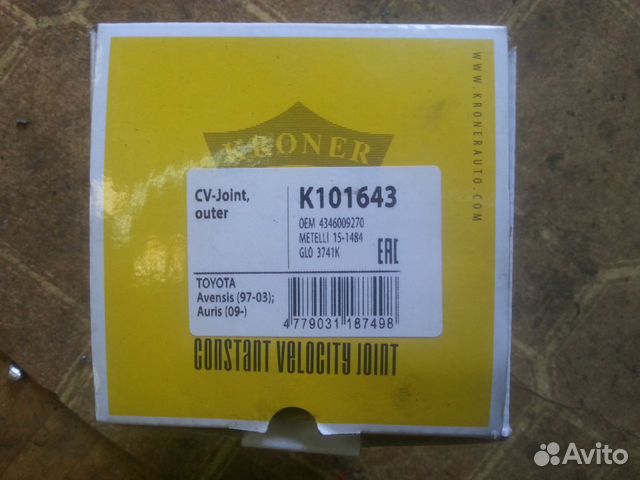 KRONER
WWW.KRONERAUTO.COM
CV-Joint,
outer
K101643
OEM 4346009270
METELLI 15-1484
GLO 3741K
EAC
TOYOTA
Avensis (97-03);
Auris (09-)
4 779031 187498
CONSTANT VELOCITY JOINT
Avito